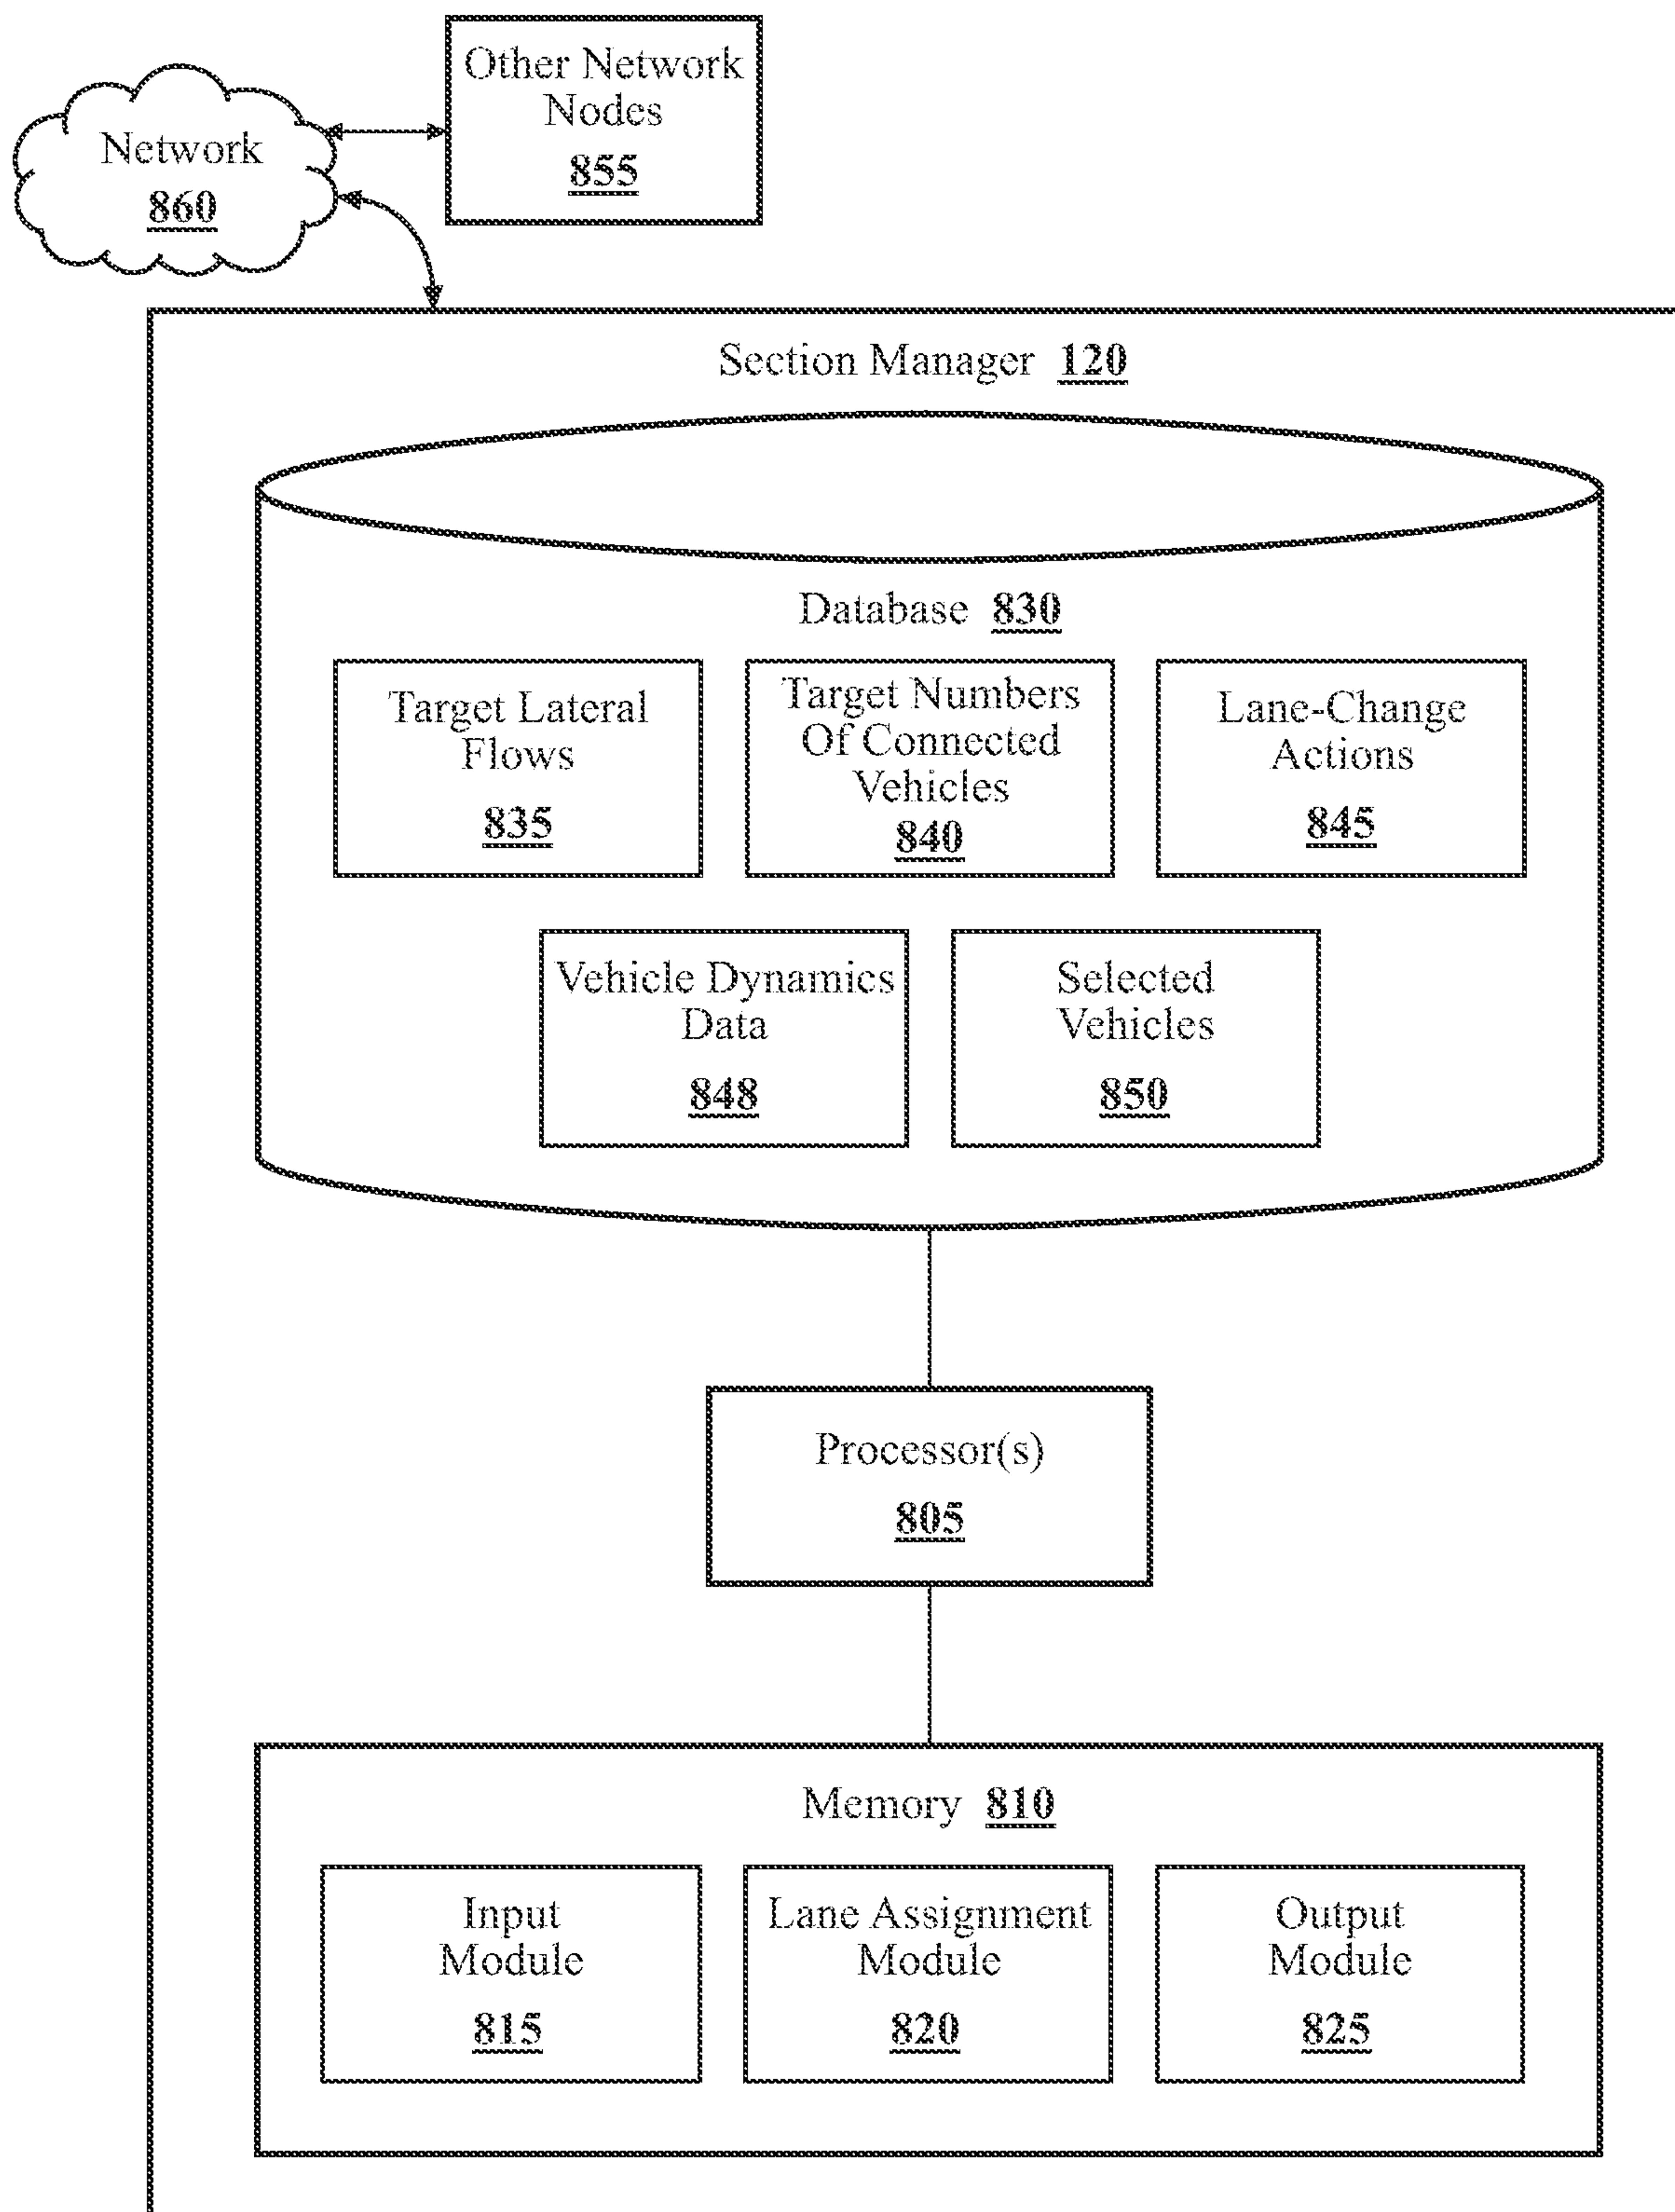 Other Network
Nodes
855
Network
860
Section Manager 120
Database 830
Target Lateral
Flows
835
Target Numbers
Of Connected
Vehicles
840
Lane-Change
Actions
845
Vehicle Dynamics
Data
848
Selected
Vehicles
850
Processor(s)
805
Memory 810
Input
Module
815
Lane Assignment
Module
820
Output
Module
825